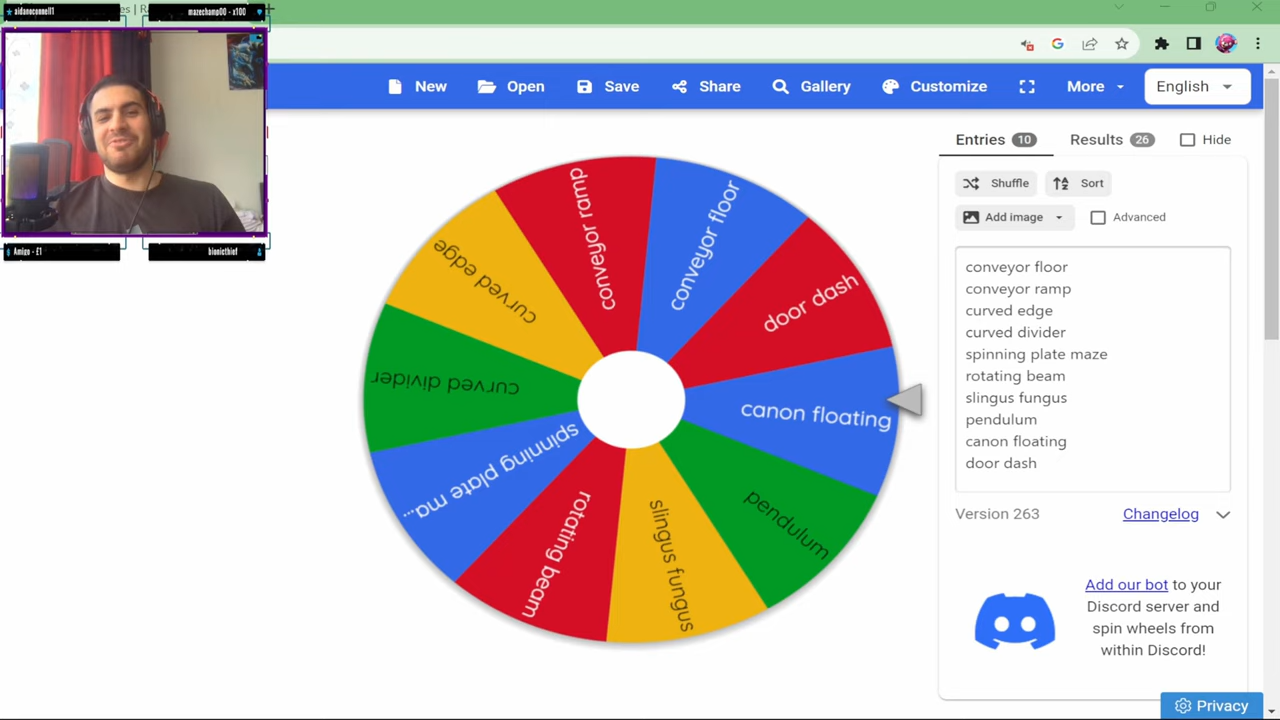 aidanoconnell1
mazechamp00 - x100
Amigo - £1
bionicthief
New
Open
Save
Share
Gallery
Customize
More
English
Entries 10
Results 26
Hide
Shuffle
Sort
Add image
Advanced
conveyor floor
conveyor ramp
curved edge
curved divider
spinning plate maze
rotating beam
slingus fungus
pendulum
canon floating
door dash
Version 263
Changelog
Add our bot to your
Discord server and
spin wheels from
within Discord!
Privacy
conveyor ramp
conveyor floor
door dash
canon floating
pendulum
slingus fungus
rotating beam
spinning plate ma...
curved divider
curved edge